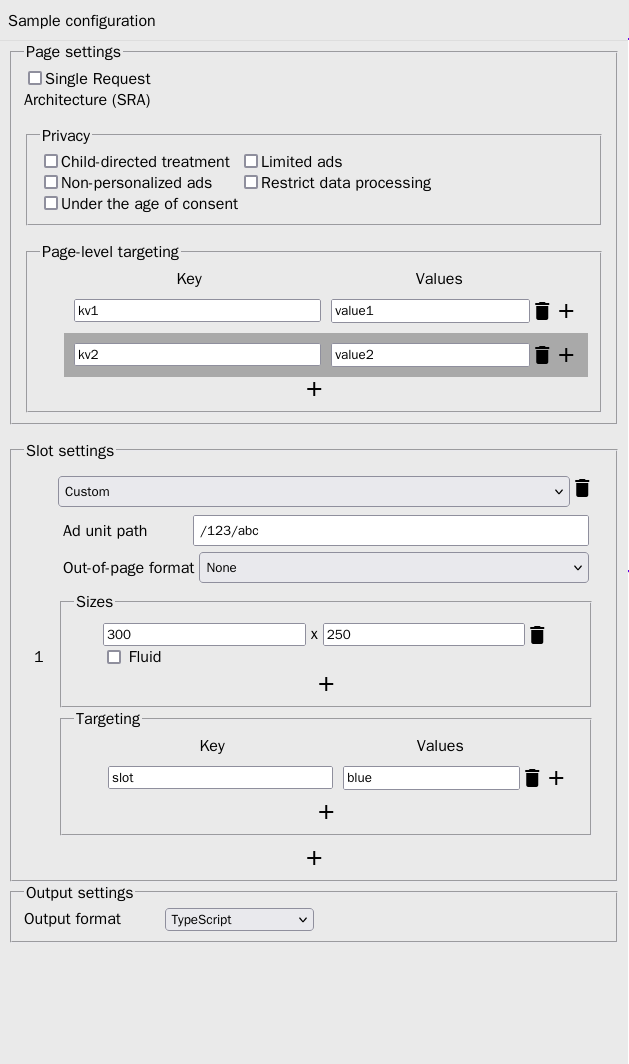 Sample configuration
Page settings
Single Request
Architecture (SRA)
Privacy
Child-directed treatment Limited ads
Non-personalized ads Restrict data processing
Under the age of consent
Page-level targeting
Key Values
kv1 value1
kv2 value2
Slot settings
Custom
Ad unit path /123/abc
Out-of-page format None
Sizes
300 x 250
1 Fluid
Targeting
Key Values
slot blue
Output settings
Output format TypeScript